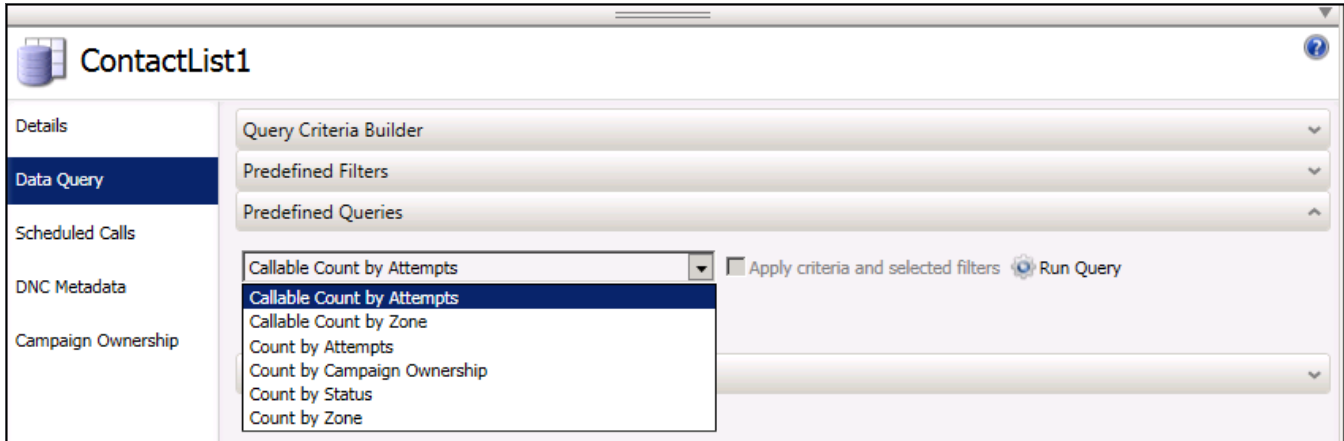 ContactList1
Details
Data Query
Scheduled Calls
DNC Metadata
Campaign Ownership
Query Criteria Builder
Predefined Filters
Predefined Queries
Callable Count by Attempts
Apply criteria and selected filters
Run Query
Callable Count by Attempts
Callable Count by Zone
Count by Attempts
Count by Campaign Ownership
Count by Status
Count by Zone